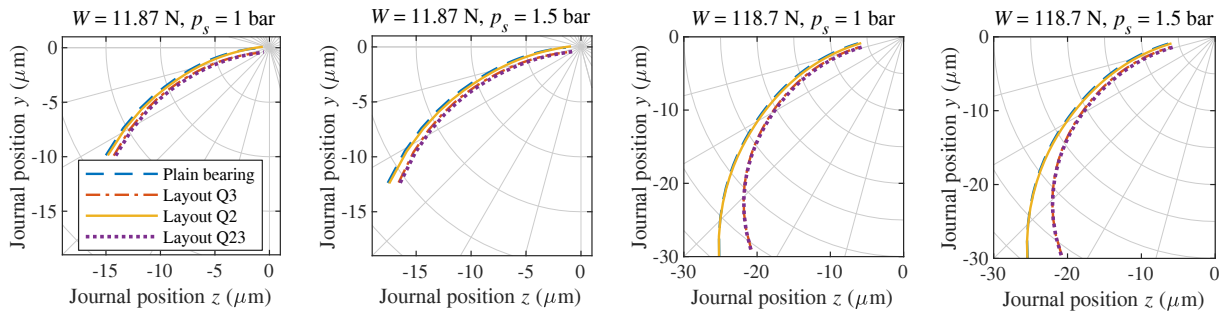 W = 11.87 N, p_s = 1 bar
0
-5
-10
-15
Journal position y (μm)
Plain bearing
Layout Q3
Layout Q2
Layout Q23
-15 -10 -5 0
Journal position z (μm)
W = 11.87 N, p_s = 1.5 bar
0
-5
-10
-15
Journal position y (μm)
-15 -10 -5 0
Journal position z (μm)
W = 118.7 N, p_s = 1 bar
0
-10
-20
-30
Journal position y (μm)
-30 -20 -10 0
Journal position z (μm)
W = 118.7 N, p_s = 1.5 bar
0
-10
-20
-30
Journal position y (μm)
-30 -20 -10 0
Journal position z (μm)